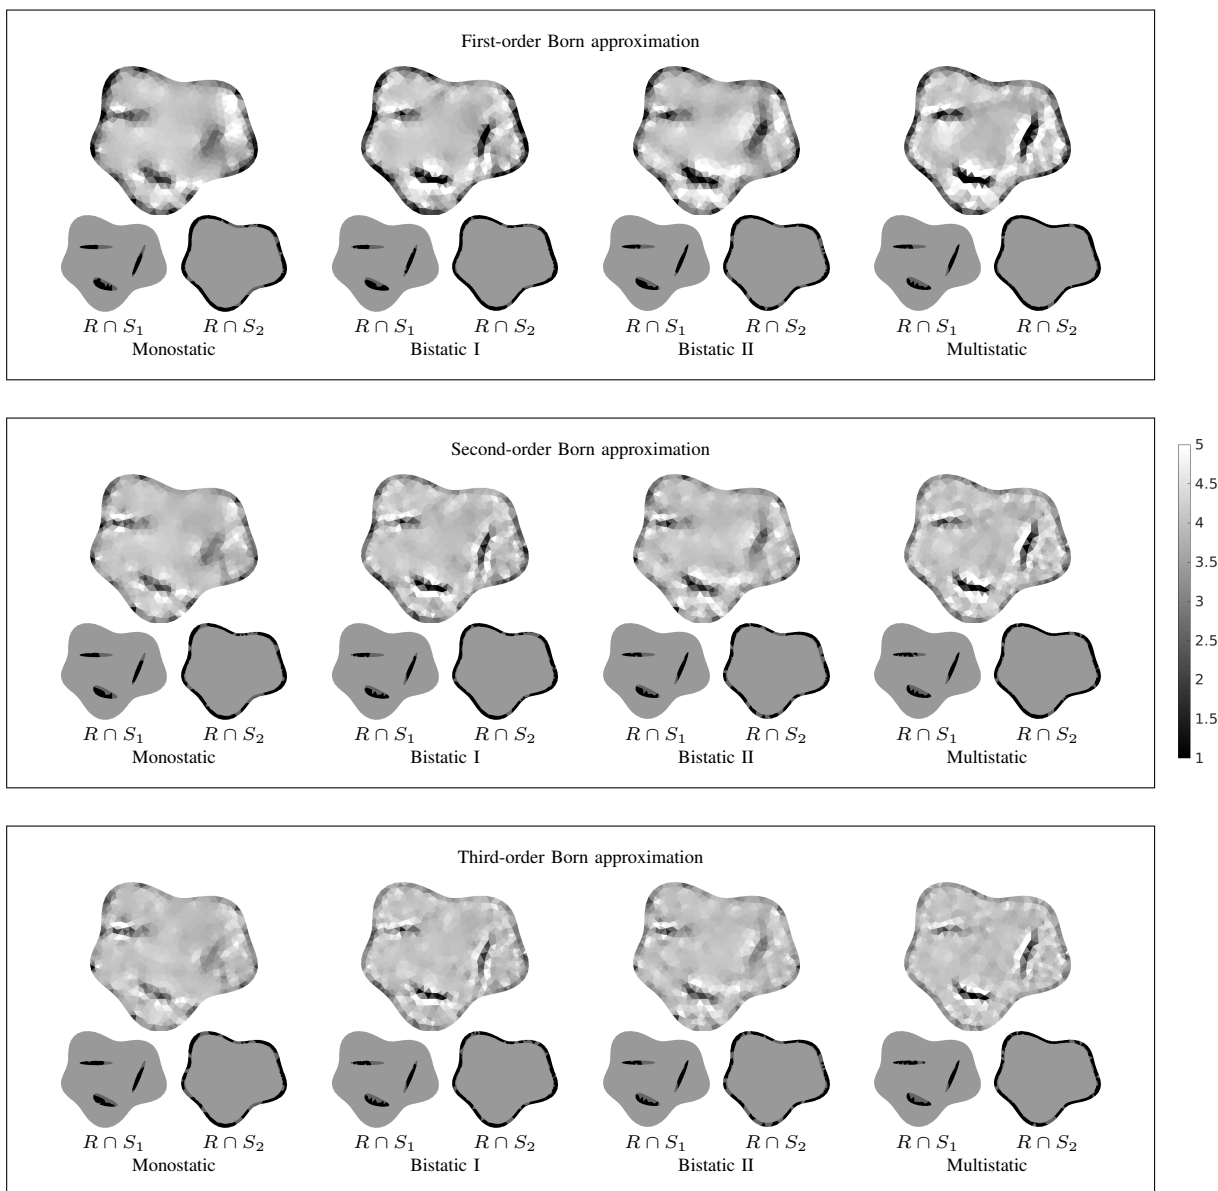 First-order Born approximation
R ∩ S₁ R ∩ S₂ R ∩ S₁ R ∩ S₂ R ∩ S₁ R ∩ S₂ R ∩ S₁ R ∩ S₂
Monostatic Bistatic I Bistatic II Multistatic
Second-order Born approximation
R ∩ S₁ R ∩ S₂ R ∩ S₁ R ∩ S₂ R ∩ S₁ R ∩ S₂ R ∩ S₁ R ∩ S₂
Monostatic Bistatic I Bistatic II Multistatic
5
4.5
4
3.5
3
2.5
2
1.5
1
Third-order Born approximation
R ∩ S₁ R ∩ S₂ R ∩ S₁ R ∩ S₂ R ∩ S₁ R ∩ S₂ R ∩ S₁ R ∩ S₂
Monostatic Bistatic I Bistatic II Multistatic